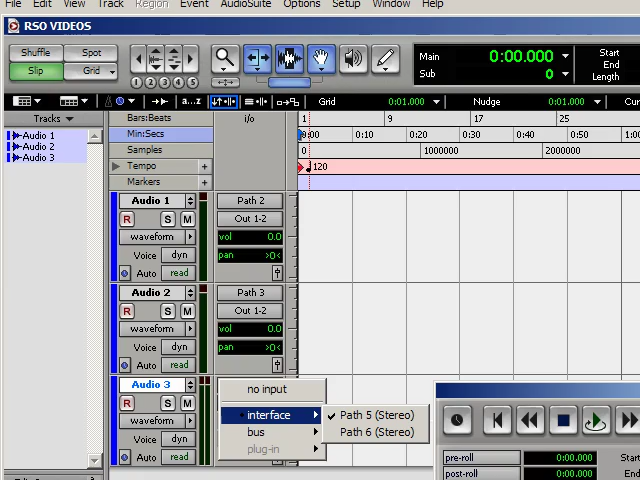 File Edit View Track Region Event AudioSuite Options Setup Window Help
RSO VIDEOS
Shuffle Spot
Slip Grid
1 2 3 4 5
Main 0:00.000
Sub 0
Start
End
Length
a...z
Grid 0:01.000 Nudge 0:01.000
Tracks
Audio 1
Audio 2
Audio 3
Bars:Beats
Min:Secs
Samples
Tempo +
Markers +
i/o
1 9 17 25
0:00 0:10 0:20 0:30 0:40 0:50 1:00
0 1000000 2000000
120
Audio 1
R S M
waveform
Voice dyn
Auto read
Path 2
Out 1-2
vol 0.0
pan >0<
Audio 2
R S M
waveform
Voice dyn
Auto read
Path 3
Out 1-2
vol 0.0
pan >0<
Audio 3
R S M
waveform
Voice dyn
Auto read
no input
interface
bus
plug-in
Path 5 (Stereo)
Path 6 (Stereo)
pre-roll 0:00.000
post-roll 0:00.000
Start
End